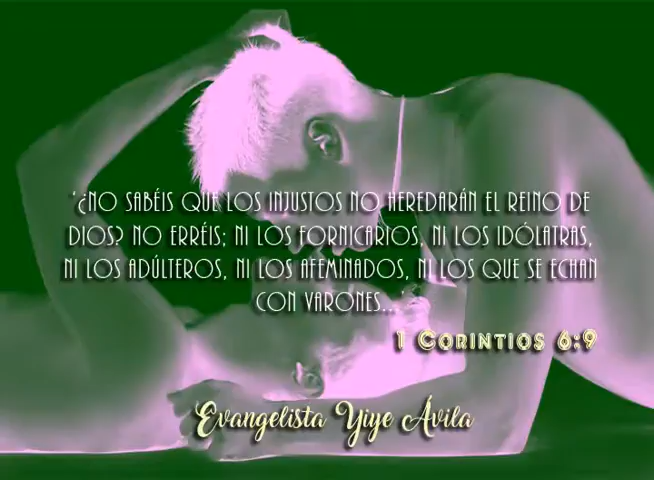 "¿NO SABÉIS QUE LOS INJUSTOS NO HEREDARÁN EL REINO DE
DIOS? NO ERRÉIS; NI LOS FORNICARIOS, NI LOS IDÓLATRAS,
NI LOS ADÚLTEROS, NI LOS AFEMINADOS, NI LOS QUE SE ECHAN
CON VARONES..."
1 CORINTIOS 6:9
Evangelista Yiye Ávila